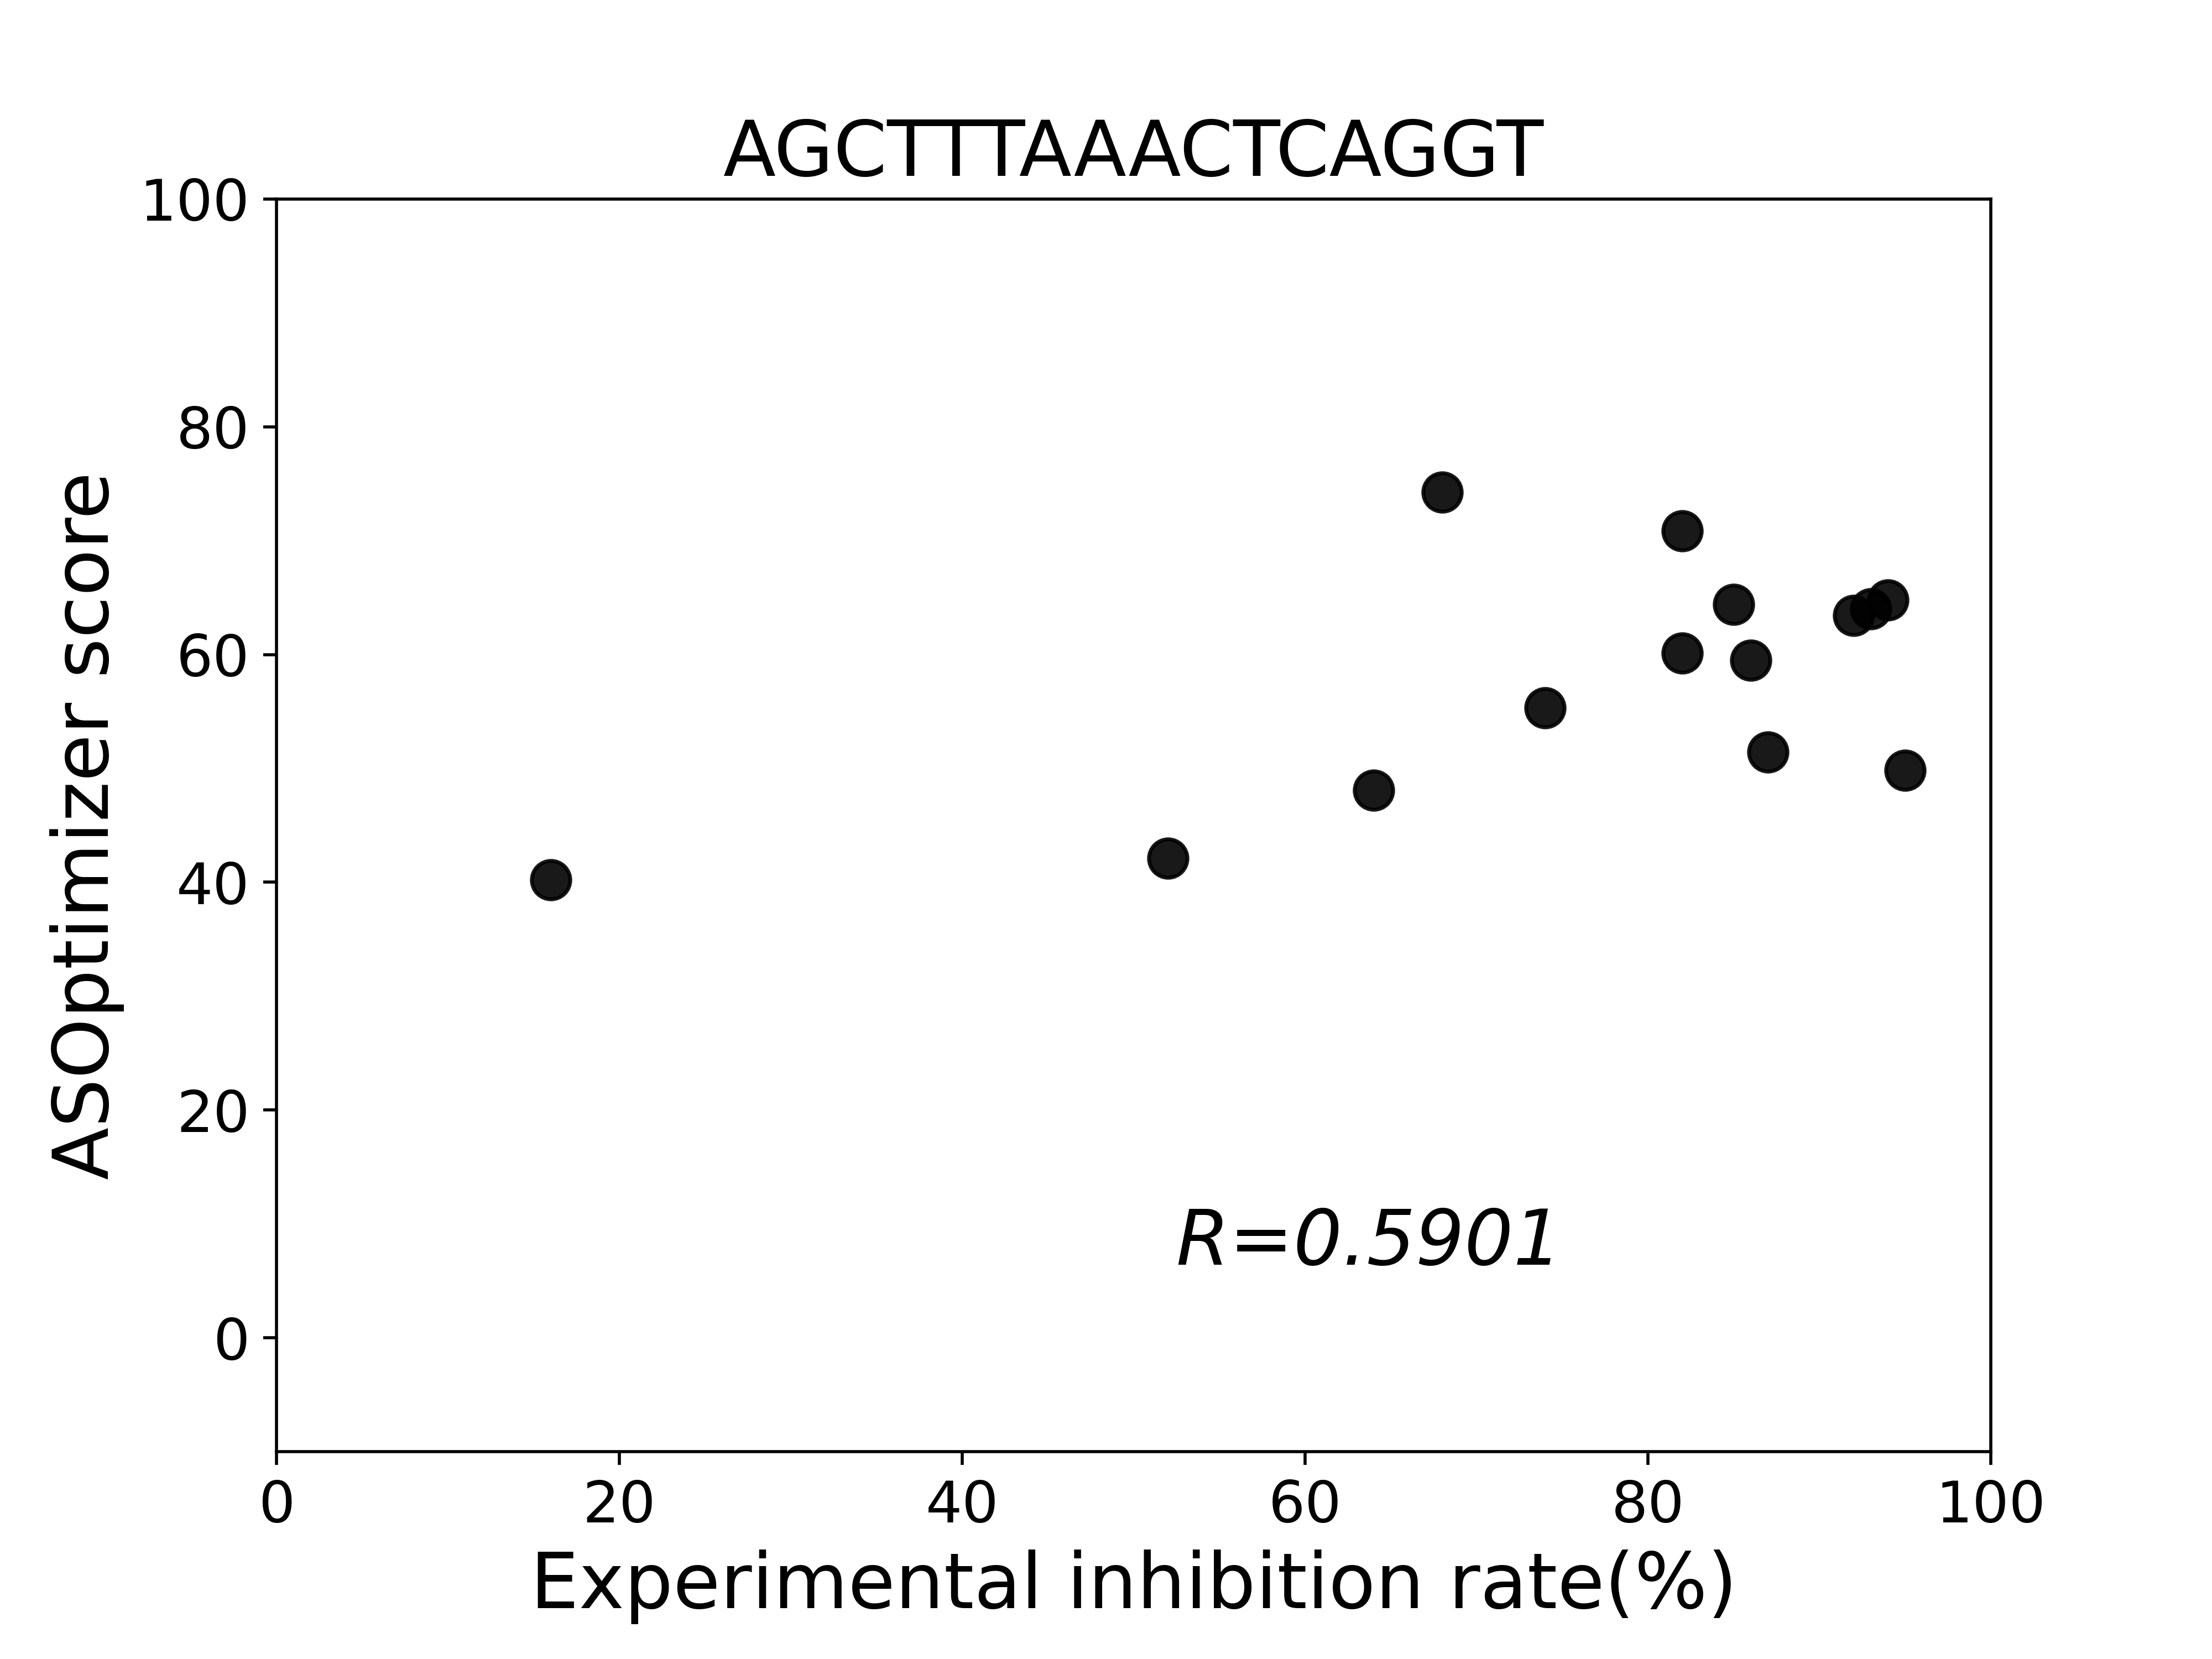 AGCTTTAAACTCAGGT
100
80
60
40
20
0
ASOptimizer score
R=0.5901
0 20 40 60 80 100
Experimental inhibition rate(%)